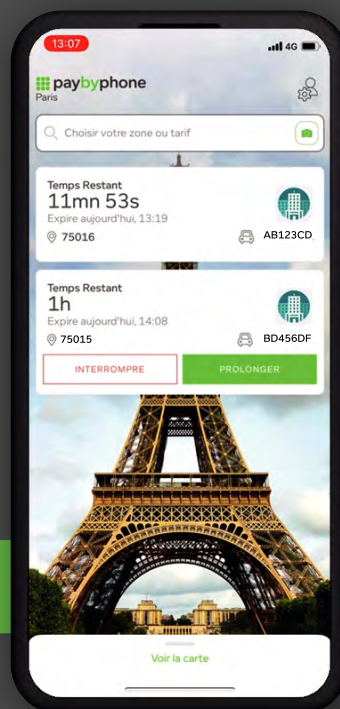 13:07
4G
paybyphone
Paris
Choisir votre zone ou tarif
Temps Restant
11mn 53s
Expire aujourd'hui, 13:19
75016 AB123CD
Temps Restant
1h
Expire aujourd'hui, 14:08
75015 BD456DF
INTERROMPRE PROLONGER
Voir la carte